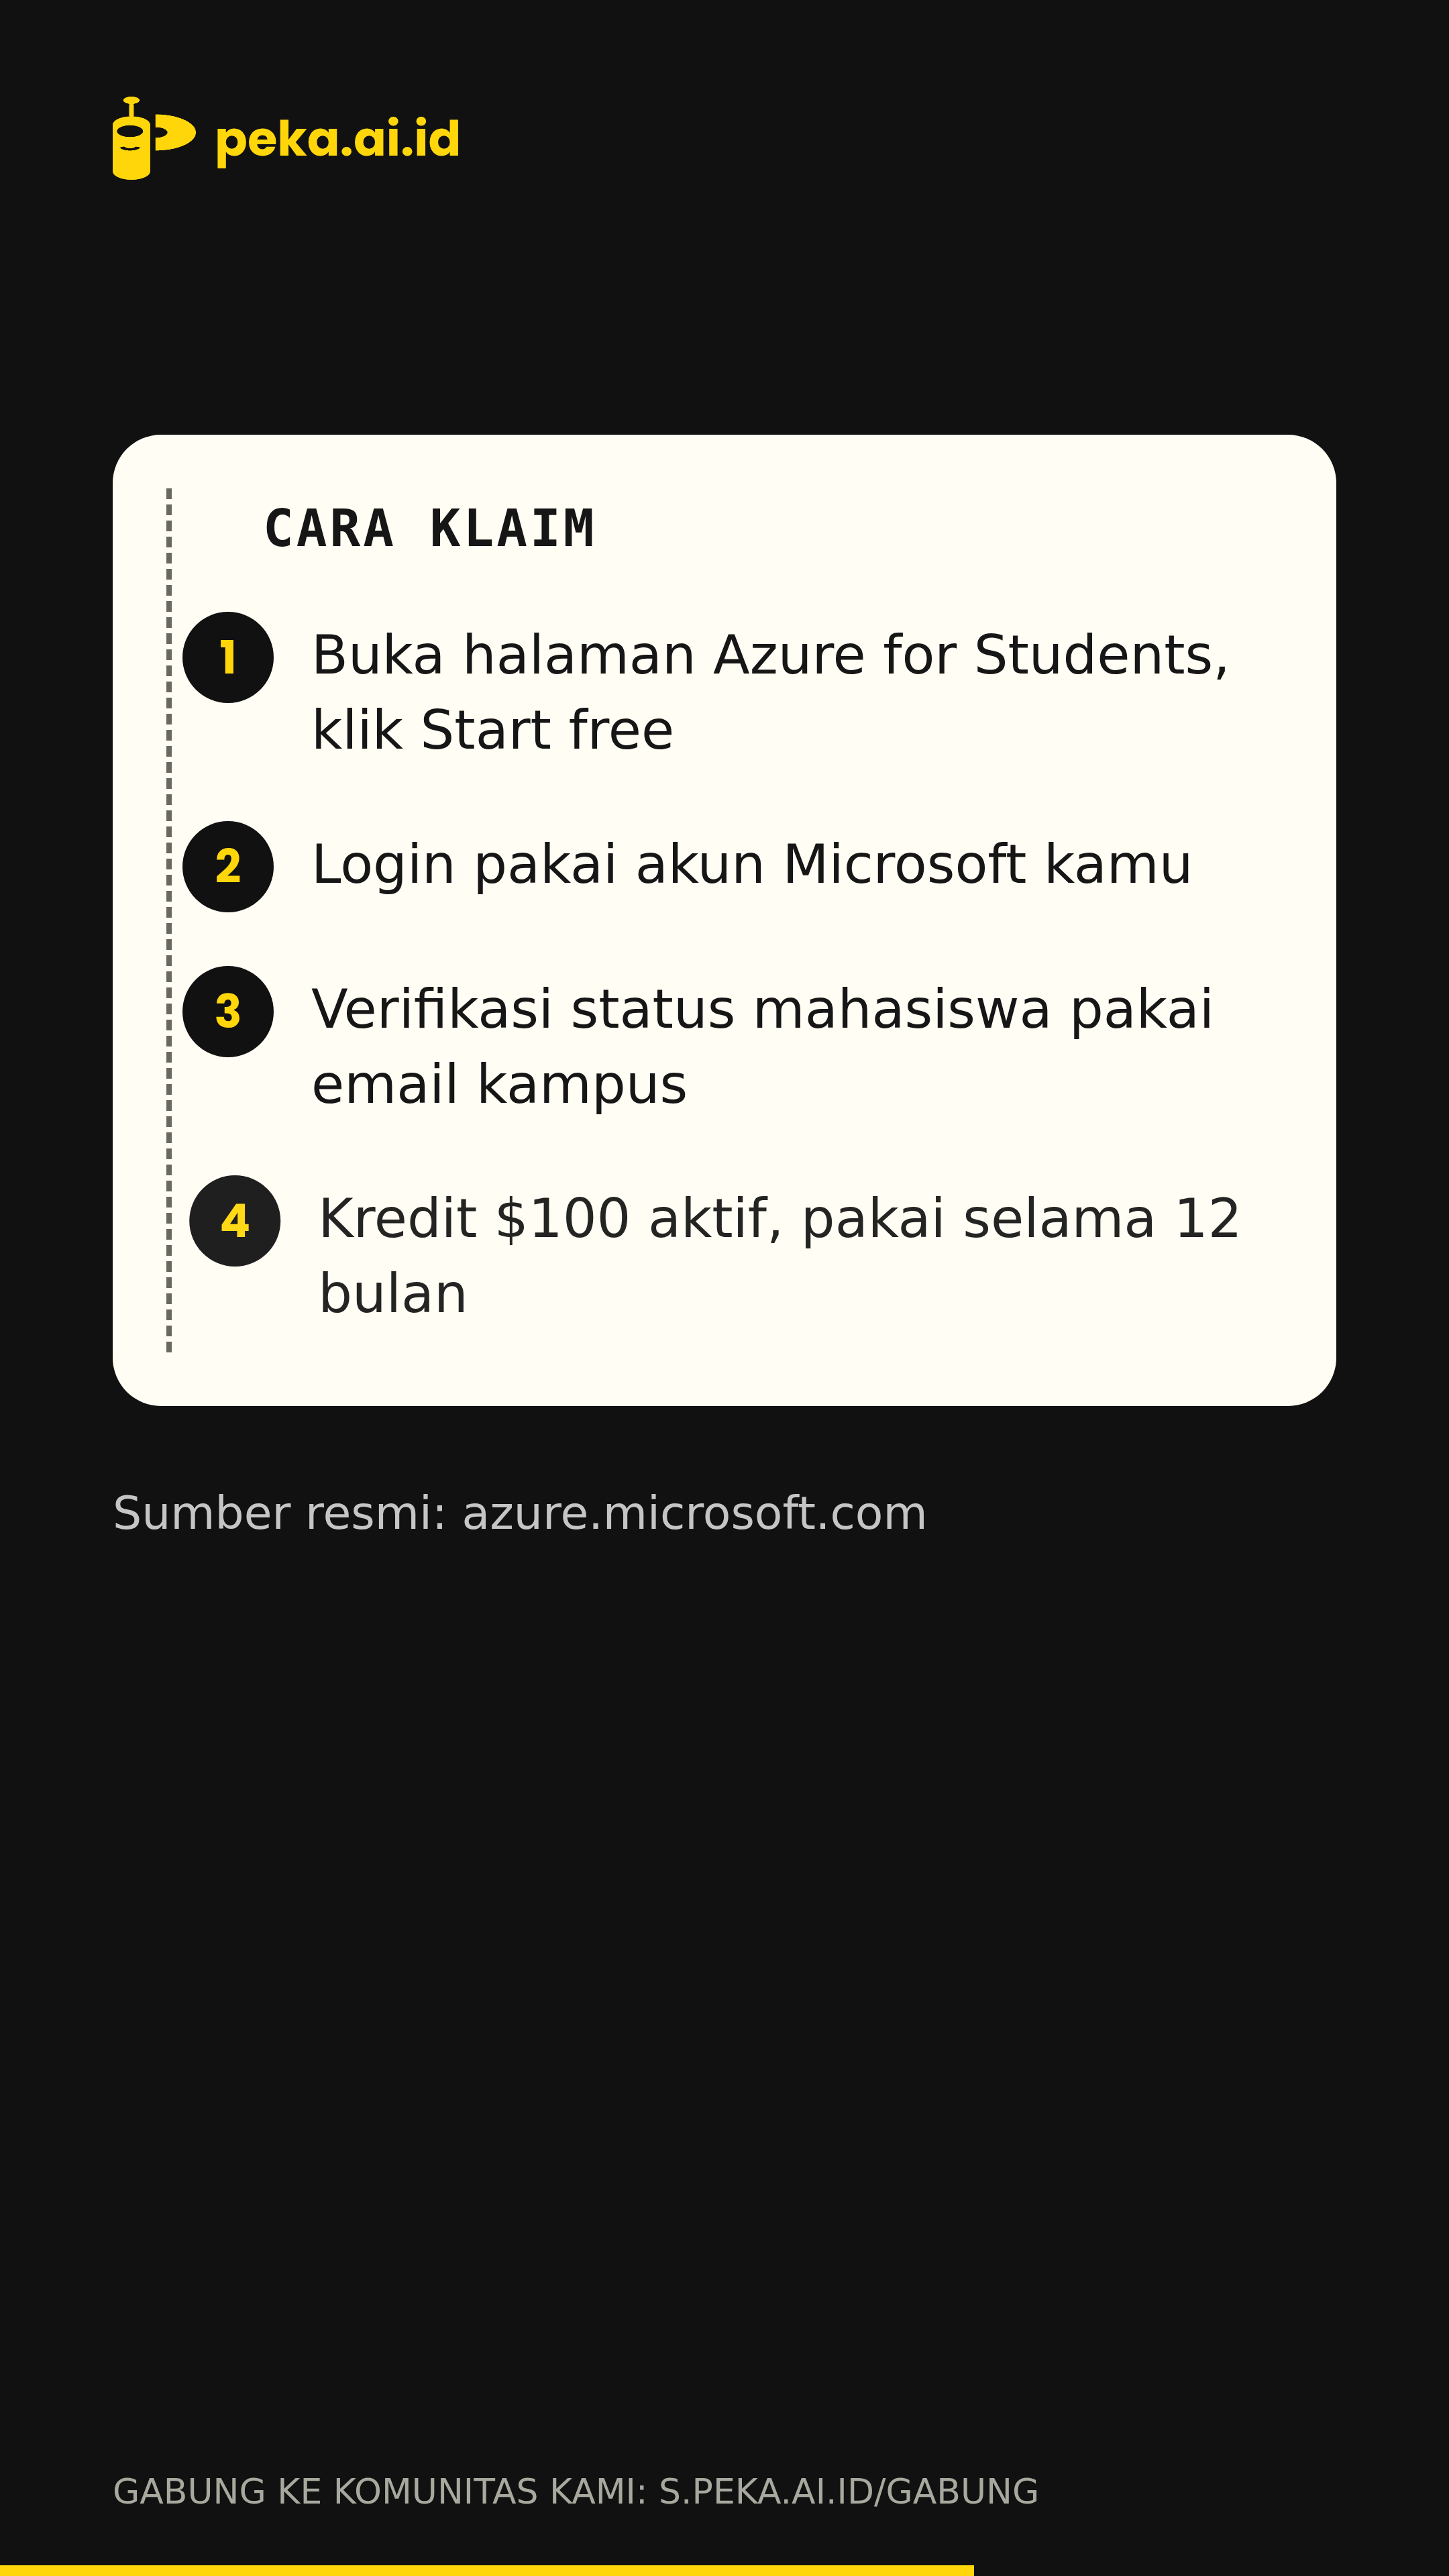 peka.ai.id
CARA KLAIM
1 Buka halaman Azure for Students,
klik Start free
2 Login pakai akun Microsoft kamu
3 Verifikasi status mahasiswa pakai
email kampus
4 Kredit $100 aktif, pakai selama 12
bulan
Sumber resmi: azure.microsoft.com
GABUNG KE KOMUNITAS KAMI: S.PEKA.AI.ID/GABUNG